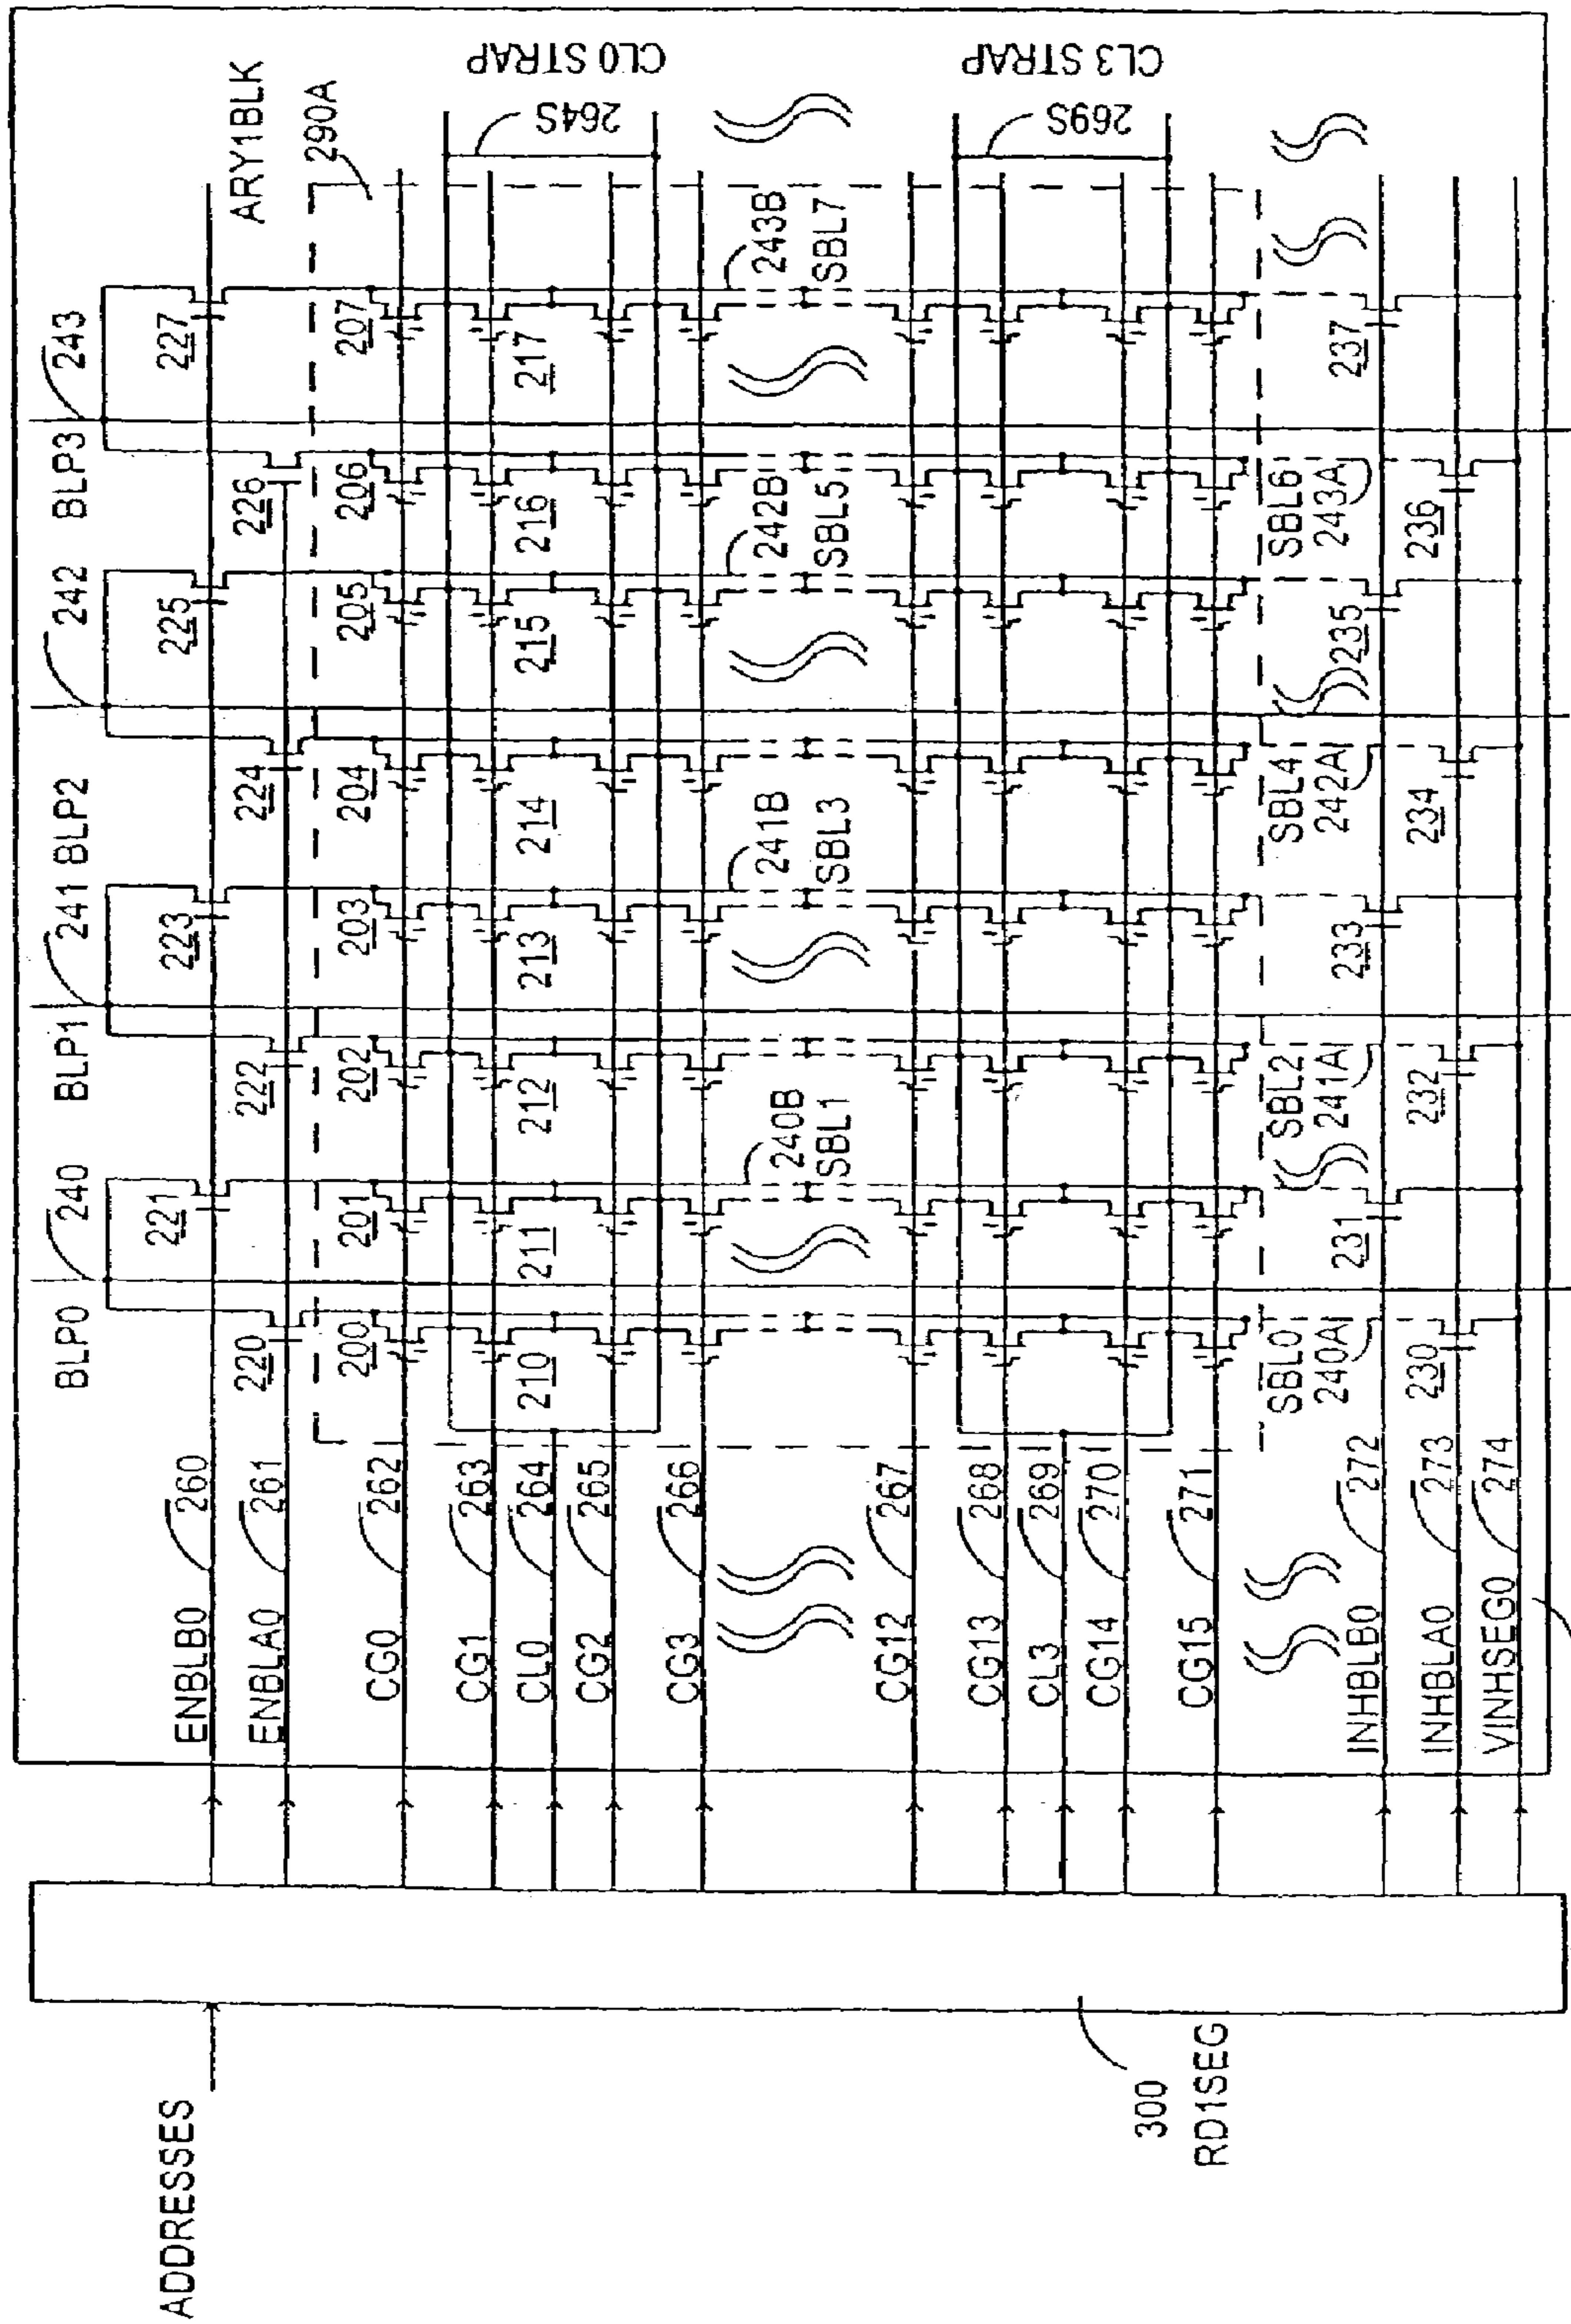 ADDRESSES
300
RD1SEG
BLP0
240
BLP1
241
BLP2
242
BLP3
243
ARY1BLK
290A
ENBLB0
260
221
223
225
227
ENBLA0
261
220
222
224
226
CG0
262
200
201
202
203
204
205
206
207
CG1
263
CL0
264
210
211
212
213
214
215
216
217
264S
CL0 STRAP
CG2
265
CG3
266
240B
SBL1
241B
SBL3
242B
SBL5
243B
SBL7
CG12
267
CG13
268
CL3
269
269S
CL3 STRAP
CG14
270
CG15
271
SBL0
240A
SBL2
241A
SBL4
242A
SBL6
243A
INHBLB0
272
231
233
235
237
INHBLA0
273
230
232
234
236
VINHSEG0
274